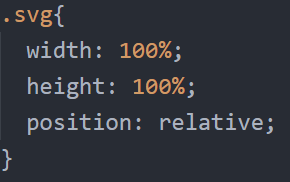 .svg{
  width: 100%;
  height: 100%;
  position: relative;
}